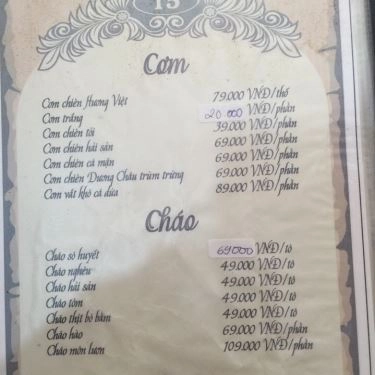 15
Cơm
Cơm chiên Hương Việt 79.000 VNĐ/thố
Cơm trắng 20 000 VNĐ/phần
Cơm chiên tỏi 39.000 VNĐ/phần
Cơm chiên hải sản 69.000 VNĐ/phần
Cơm chiên cá mặn 69.000 VNĐ/phần
Cơm chiên Dương Châu trùm trứng 69.000 VNĐ/phần
Cơm vắt khô cá dứa 89.000 VNĐ/phần
Cháo
Cháo sò huyết 69000 VNĐ/tô
Cháo nghêu 49.000 VNĐ/tô
Cháo hải sản 49.000 VNĐ/tô
Cháo tôm 49.000 VNĐ/tô
Cháo thịt bò bằm 49.000 VNĐ/tô
Cháo hào 69.000 VNĐ/phần
Cháo môn lươn 109.000 VNĐ/phần